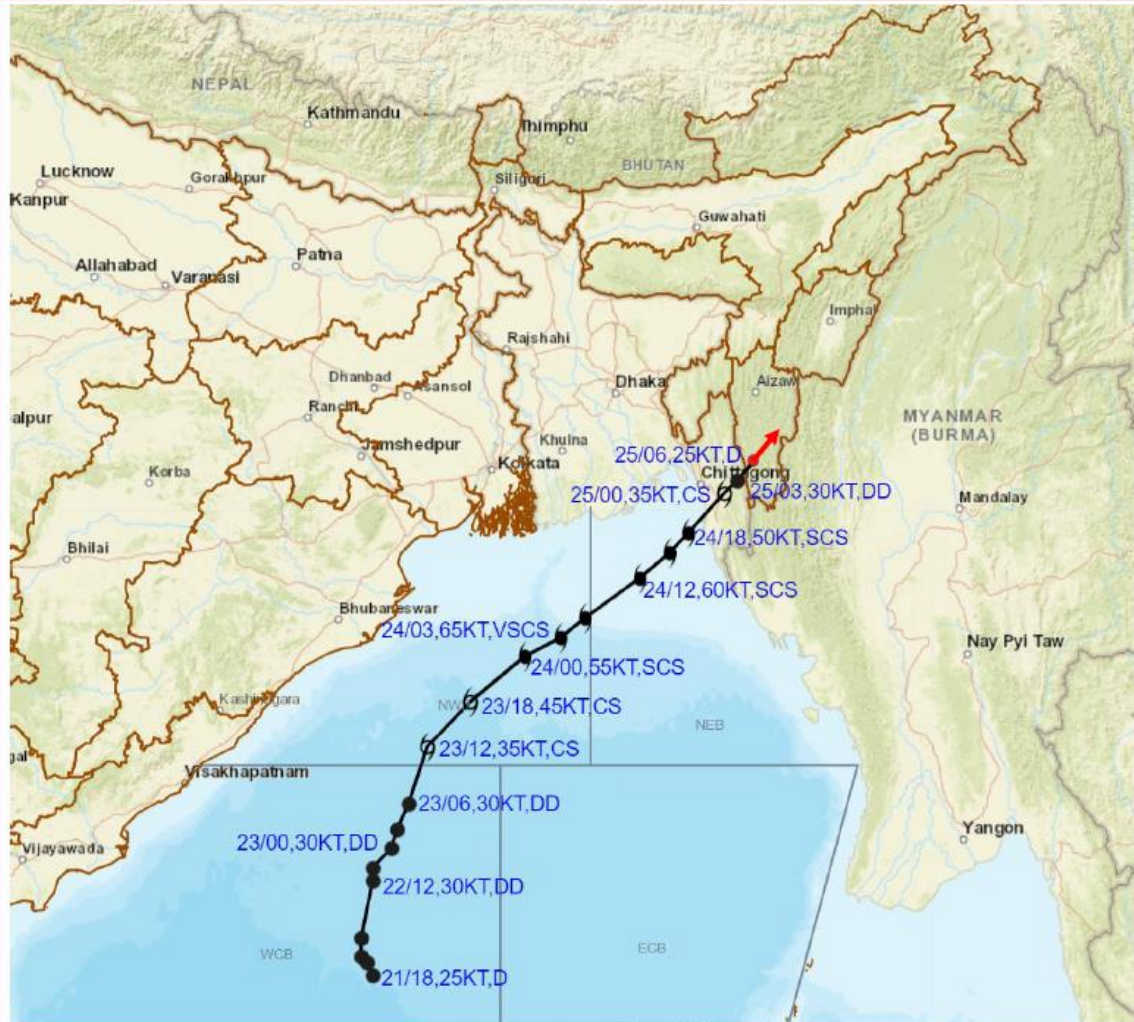 NEPAL
Kathmandu
Thimphu
BHUTAN
Lucknow
Gorakhpur
Siligori
Kanpur
Guwahati
Patna
Allahabad
Varanasi
Imphal
Rajshahi
Dhanbad
Asansol
Dhaka
Aizawl
alpur
Ranchi
MYANMAR
(BURMA)
Jamshedpur
Khulna
25/06,25KT,D
Kolkata
Chittagong
Korba
25/00,35KT,CS
25/03,30KT,DD
Mandalay
24/18,50KT,SCS
Bhilai
24/12,60KT,SCS
Bhubaneswar
24/03,65KT,VSCS
Nay Pyi Taw
24/00,55KT,SCS
NW
23/18,45KT,CS
NEB
23/12,35KT,CS
Visakhapatnam
23/06,30KT,DD
Yangon
23/00,30KT,DD
Vijayawada
22/12,30KT,DD
WCB
ECB
21/18,25KT,D